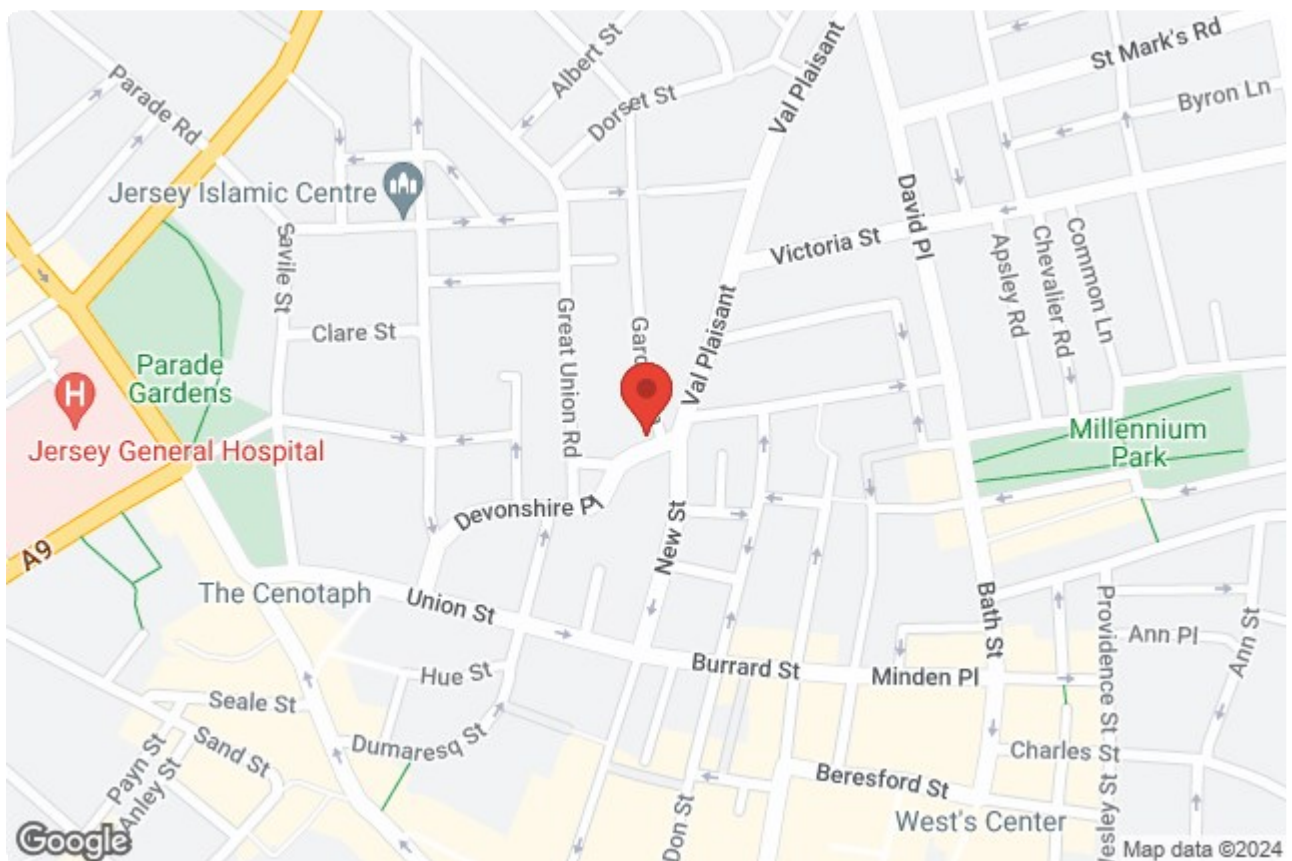 Albert St
Val Plaisant
St Mark's Rd
Parade Rd
Dorset St
Byron Ln
Jersey Islamic Centre
David Pl
Victoria St
Savile St
Apsley Rd
Chevalier Rd
Common Ln
Clare St
Great Union Rd
Gard
Val Plaisant
Parade
Gardens
H
Jersey General Hospital
Millennium
Park
Devonshire Pl
New St
A9
The Cenotaph
Union St
Bath St
Providence St
Ann Pl
Ann St
Hue St
Burrard St
Minden Pl
Seale St
Sand St
Dumaresq St
Payn St
Anley St
Charles St
Beresford St
Don St
West's Center
esley St
Google
Map data ©2024